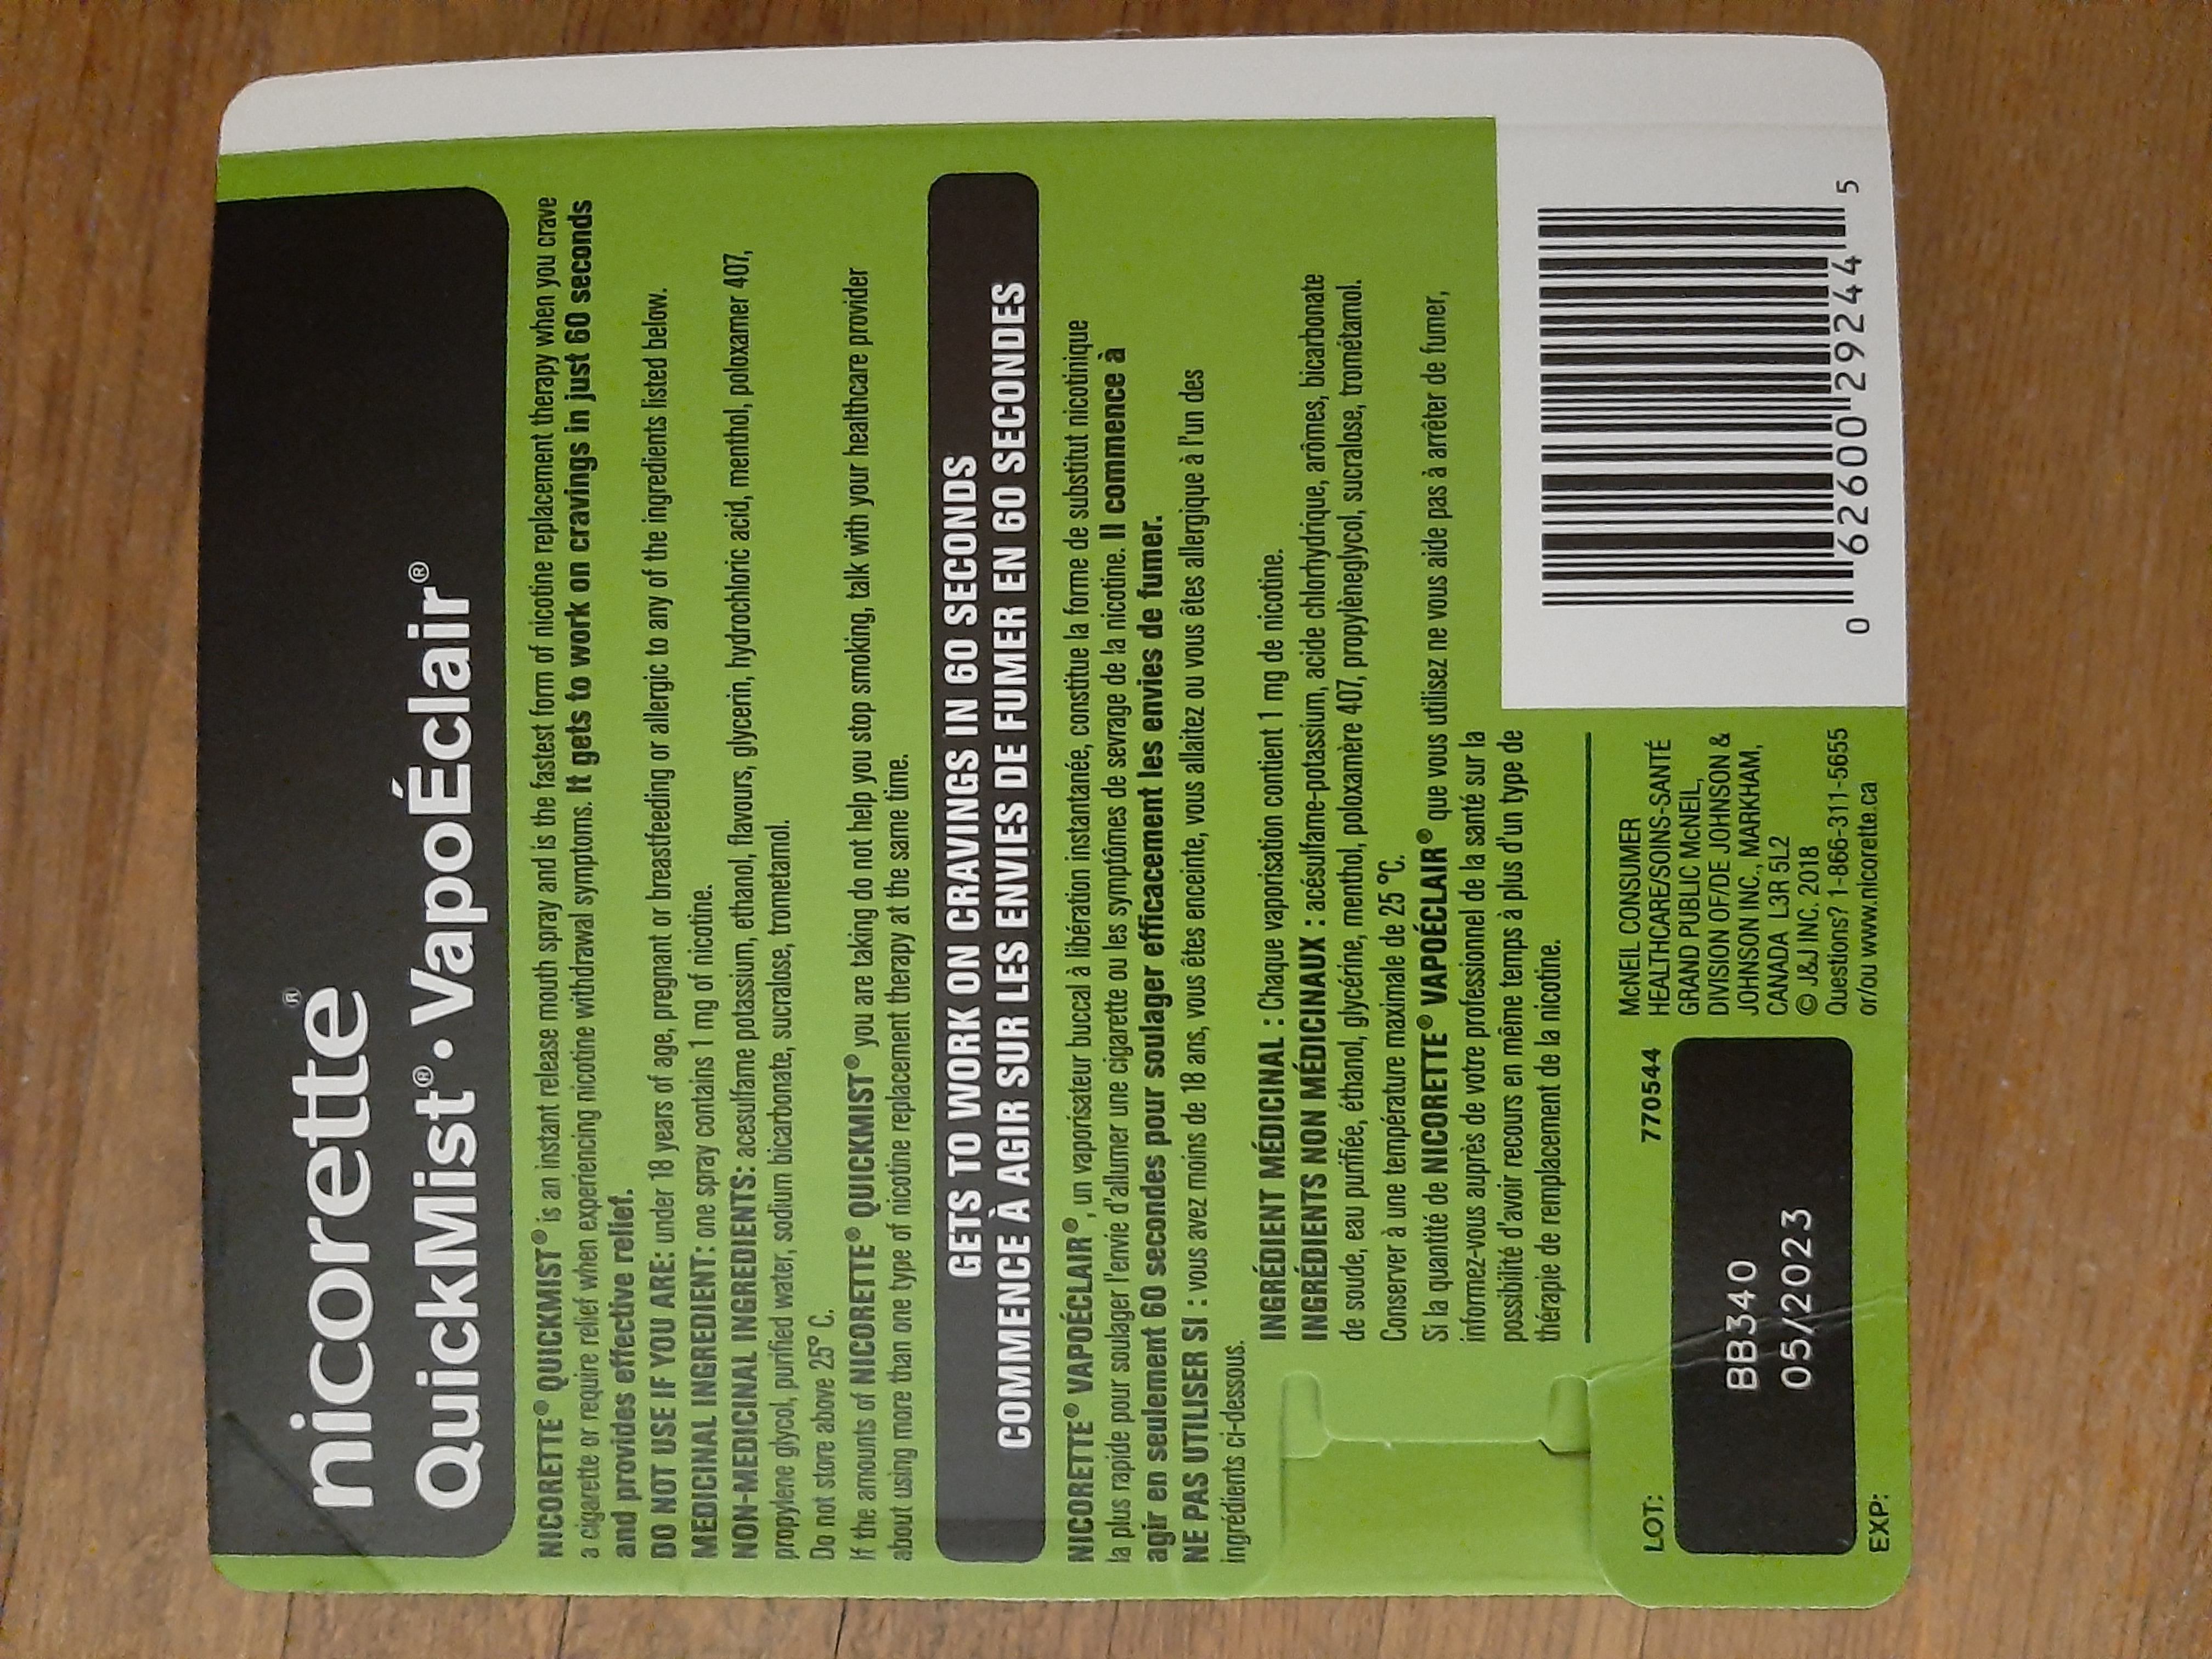 nicorette®
QuickMist®•VapoÉclair®
NICORETTE® QUICKMIST® is an instant release mouth spray and is the fastest form of nicotine replacement therapy when you crave
a cigarette or require relief when experiencing nicotine withdrawal symptoms. It gets to work on cravings in just 60 seconds
and provides effective relief.
DO NOT USE IF YOU ARE: under 18 years of age, pregnant or breastfeeding or allergic to any of the ingredients listed below.
MEDICINAL INGREDIENT: one spray contains 1 mg of nicotine.
NON-MEDICINAL INGREDIENTS: acesulfame potassium, ethanol, flavours, glycerin, hydrochloric acid, menthol, poloxamer 407,
propylene glycol, purified water, sodium bicarbonate, sucralose, trometamol.
Do not store above 25° C.
If the amounts of NICORETTE® QUICKMIST® you are taking do not help you stop smoking, talk with your healthcare provider
about using more than one type of nicotine replacement therapy at the same time.
GETS TO WORK ON CRAVINGS IN 60 SECONDS
COMMENCE À AGIR SUR LES ENVIES DE FUMER EN 60 SECONDES
NICORETTE® VAPOÉCLAIR®, un vaporisateur buccal à libération instantanée, constitue la forme de substitut nicotinique
la plus rapide pour soulager l'envie d'allumer une cigarette ou les symptômes de sevrage de la nicotine. Il commence à
agir en seulement 60 secondes pour soulager efficacement les envies de fumer.
NE PAS UTILISER SI : vous avez moins de 18 ans, vous êtes enceinte, vous allaitez ou vous êtes allergique à l'un des
ingrédients ci-dessous.
INGRÉDIENT MÉDICINAL : Chaque vaporisation contient 1 mg de nicotine.
INGRÉDIENTS NON MÉDICINAUX : acésulfame-potassium, acide chlorhydrique, arômes, bicarbonate
de soude, eau purifiée, éthanol, glycérine, menthol, poloxamère 407, propylèneglycol, sucralose, trométamol.
Conserver à une température maximale de 25 °C.
Si la quantité de NICORETTE® VAPOÉCLAIR® que vous utilisez ne vous aide pas à arrêter de fumer,
informez-vous auprès de votre professionnel de la santé sur la
possibilité d'avoir recours en même temps à plus d'un type de
thérapie de remplacement de la nicotine.
770544
LOT:
BB340
05/2023
EXP:
McNEIL CONSUMER
HEALTHCARE/SOINS-SANTÉ
GRAND PUBLIC McNEIL,
DIVISION OF/DE JOHNSON &
JOHNSON INC., MARKHAM,
CANADA L3R 5L2
© J&J INC. 2018
Questions? 1-866-311-5655
or/ou www.nicorette.ca
0 62600 29244 5